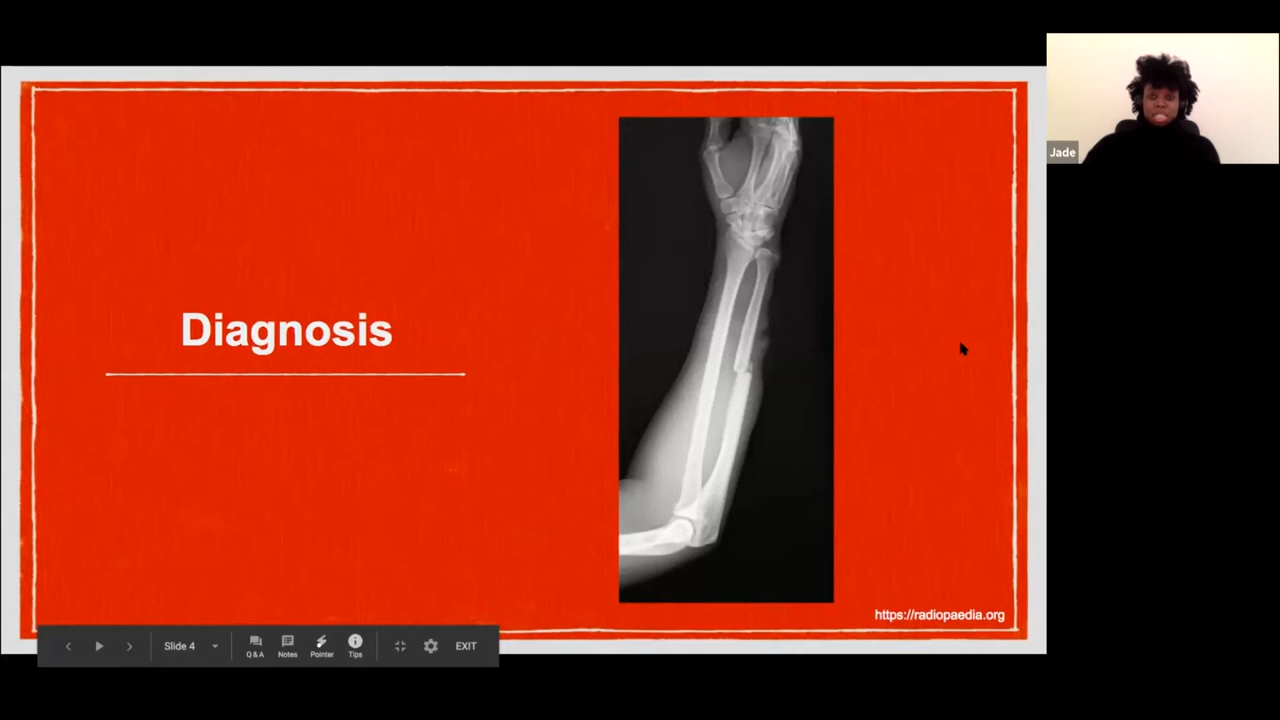 Jade
Diagnosis
https://radiopaedia.org
Slide 4
Q & A
Notes
Pointer
Tips
EXIT